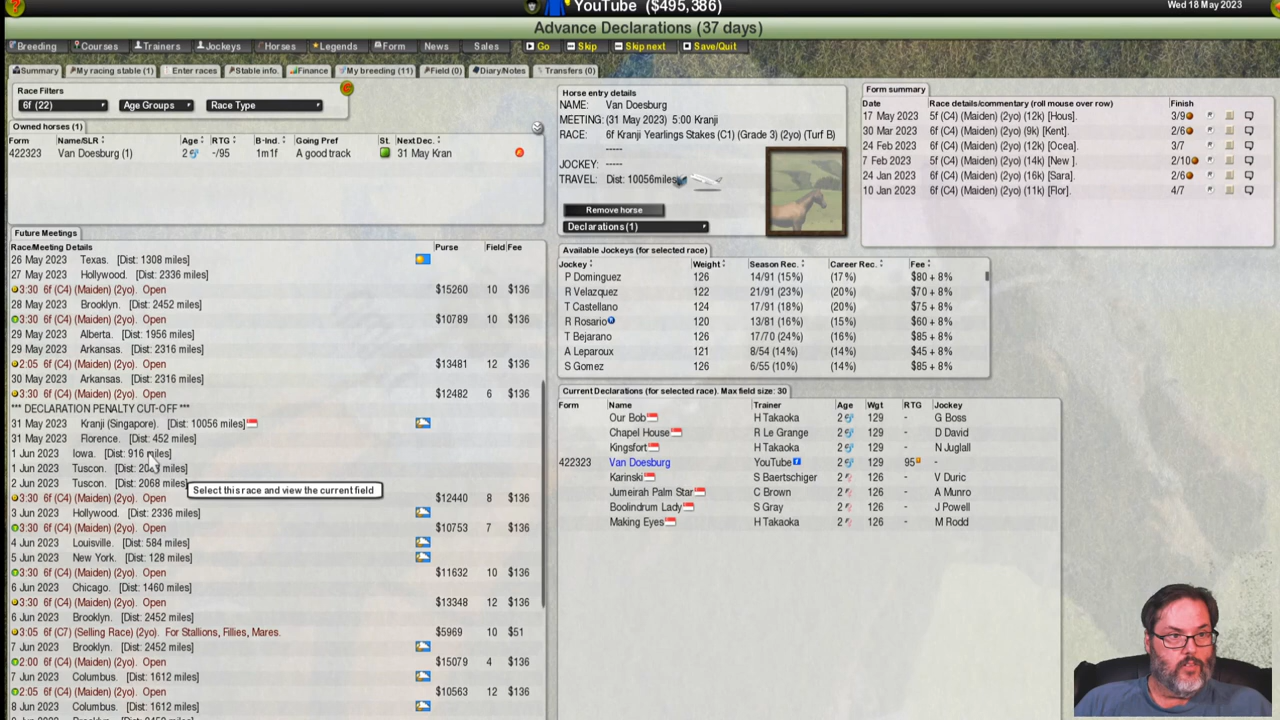 YouTube ($495,386)
Wed 18 May 2023
Advance Declarations (37 days)
Breeding Courses Trainers Jockeys Horses Legends Form News Sales Go Skip Skip next Save/Quit
Summary My racing stable (1) Enter races Stable info. Finance My breeding (11) Field (0) Diary/Notes Transfers (0)
Race Filters
6f (22) Age Groups Race Type
Owned horses (1)
Form Name/SLR Age RTG B-Ind. Going Pref St. Next Dec.
422323 Van Doesburg (1) 2 -/95 1m1f A good track 31 May Kran
Future Meetings
Race/Meeting Details Purse Field Fee
26 May 2023 Texas. [Dist: 1308 miles]
27 May 2023 Hollywood. [Dist: 2336 miles]
3:30 6f (C4) (Maiden) (2yo). Open $15260 10 $136
28 May 2023 Brooklyn. [Dist: 2452 miles]
3:30 6f (C4) (Maiden) (2yo). Open $10789 10 $136
29 May 2023 Alberta. [Dist: 1956 miles]
29 May 2023 Arkansas. [Dist: 2316 miles]
2:05 6f (C4) (Maiden) (2yo). Open $13481 12 $136
30 May 2023 Arkansas. [Dist: 2316 miles]
3:30 6f (C4) (Maiden) (2yo). Open $12482 6 $136
*** DECLARATION PENALTY CUT-OFF***
31 May 2023 Kranji (Singapore). [Dist: 10056 miles]
31 May 2023 Florence. [Dist: 452 miles]
1 Jun 2023 Iowa. [Dist: 916 miles]
1 Jun 2023 Tuscon. [Dist: 2068 miles]
2 Jun 2023 Tuscon. [Dist: 2068 miles]
Select this race and view the current field
3:30 6f (C4) (Maiden) (2yo). Open $12440 8 $136
3 Jun 2023 Hollywood. [Dist: 2336 miles]
3:30 6f (C4) (Maiden) (2yo). Open $10753 7 $136
4 Jun 2023 Louisville. [Dist: 584 miles]
5 Jun 2023 New York. [Dist: 128 miles]
3:30 6f (C4) (Maiden) (2yo). Open $11632 10 $136
6 Jun 2023 Chicago. [Dist: 1460 miles]
3:30 6f (C4) (Maiden) (2yo). Open $13348 12 $136
6 Jun 2023 Brooklyn. [Dist: 2452 miles]
3:05 6f (C7) (Selling Race) (2yo). For Stallions, Fillies, Mares. $5969 10 $51
7 Jun 2023 Brooklyn. [Dist: 2452 miles]
2:00 6f (C4) (Maiden) (2yo). Open $15079 4 $136
7 Jun 2023 Columbus. [Dist: 1612 miles]
2:05 6f (C4) (Maiden) (2yo). Open $10563 12 $136
8 Jun 2023 Columbus. [Dist: 1612 miles]
Horse entry details
NAME: Van Doesburg
MEETING: (31 May 2023) 5:00 Kranji
RACE: 6f Kranji Yearlings Stakes (C1) (Grade 3) (2yo) (Turf B)
-----
JOCKEY: -----
TRAVEL: Dist: 10056miles
Remove horse
Declarations (1)
Form summary
Date Race details/commentary (roll mouse over row) Finish
17 May 2023 5f (C4) (Maiden) (2yo) (12k) [Hous]. 3/9
30 Mar 2023 6f (C4) (Maiden) (2yo) (9k) [Kent]. 2/6
24 Feb 2023 6f (C4) (Maiden) (2yo) (12k) [Ocea]. 3/7
7 Feb 2023 5f (C4) (Maiden) (2yo) (14k) [New ]. 2/10
24 Jan 2023 6f (C4) (Maiden) (2yo) (16k) [Sara]. 2/6
10 Jan 2023 6f (C4) (Maiden) (2yo) (11k) [Flor]. 4/7
Available Jockeys (for selected race)
Jockey Weight Season Rec. Career Rec. Fee
P Dominguez 126 14/91 (15%) (17%) $80 + 8%
R Velazquez 122 21/91 (23%) (20%) $70 + 8%
T Castellano 124 17/91 (18%) (20%) $75 + 8%
R Rosario 120 13/81 (16%) (15%) $60 + 8%
T Bejarano 126 17/70 (24%) (16%) $85 + 8%
A Leparoux 121 8/54 (14%) (14%) $45 + 8%
S Gomez 126 6/55 (10%) (14%) $85 + 8%
Current Declarations (for selected race). Max field size: 30
Form Name Trainer Age Wgt RTG Jockey
Our Bob H Takaoka 2 129 - G Boss
Chapel House R Le Grange 2 129 - D David
Kingsfort H Takaoka 2 129 - N Juglall
422323 Van Doesburg YouTube 2 129 95 -
Karinski S Baertschiger 2 126 - V Duric
Jumeirah Palm Star C Brown 2 126 - A Munro
Boolindrum Lady S Gray 2 126 - J Powell
Making Eyes H Takaoka 2 126 - M Rodd